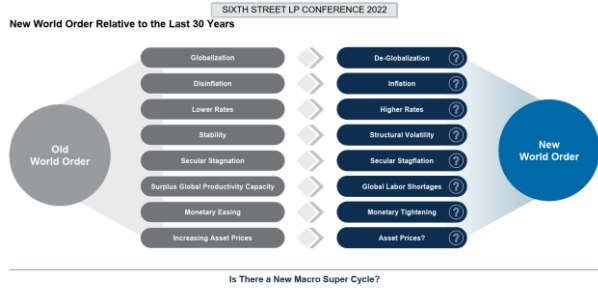 SIXTH STREET LP CONFERENCE 2022
New World Order Relative to the Last 30 Years
Old
World Order
Globalization
De-Globalization ?
Disinflation
Inflation ?
Lower Rates
Higher Rates ?
Stability
Structural Volatility ?
Secular Stagnation
Secular Stagflation ?
Surplus Global Productivity Capacity
Global Labor Shortages ?
Monetary Easing
Monetary Tightening ?
Increasing Asset Prices
Asset Prices? ?
New
World Order
Is There a New Macro Super Cycle?